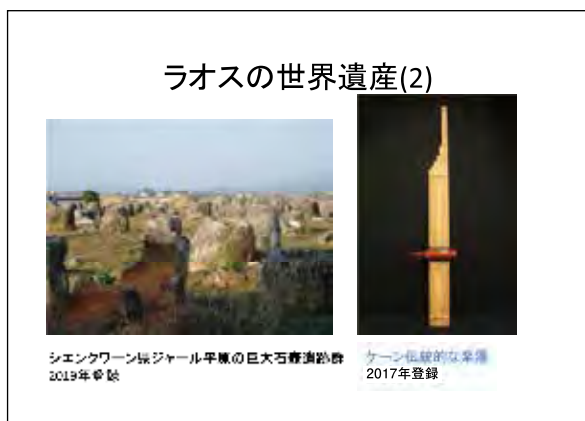 ラオスの世界遺産(2)
シエンクワーン県ジャール平原の巨大石壷遺跡群
2019年登録
ケーン伝統的な楽器
2017年登録